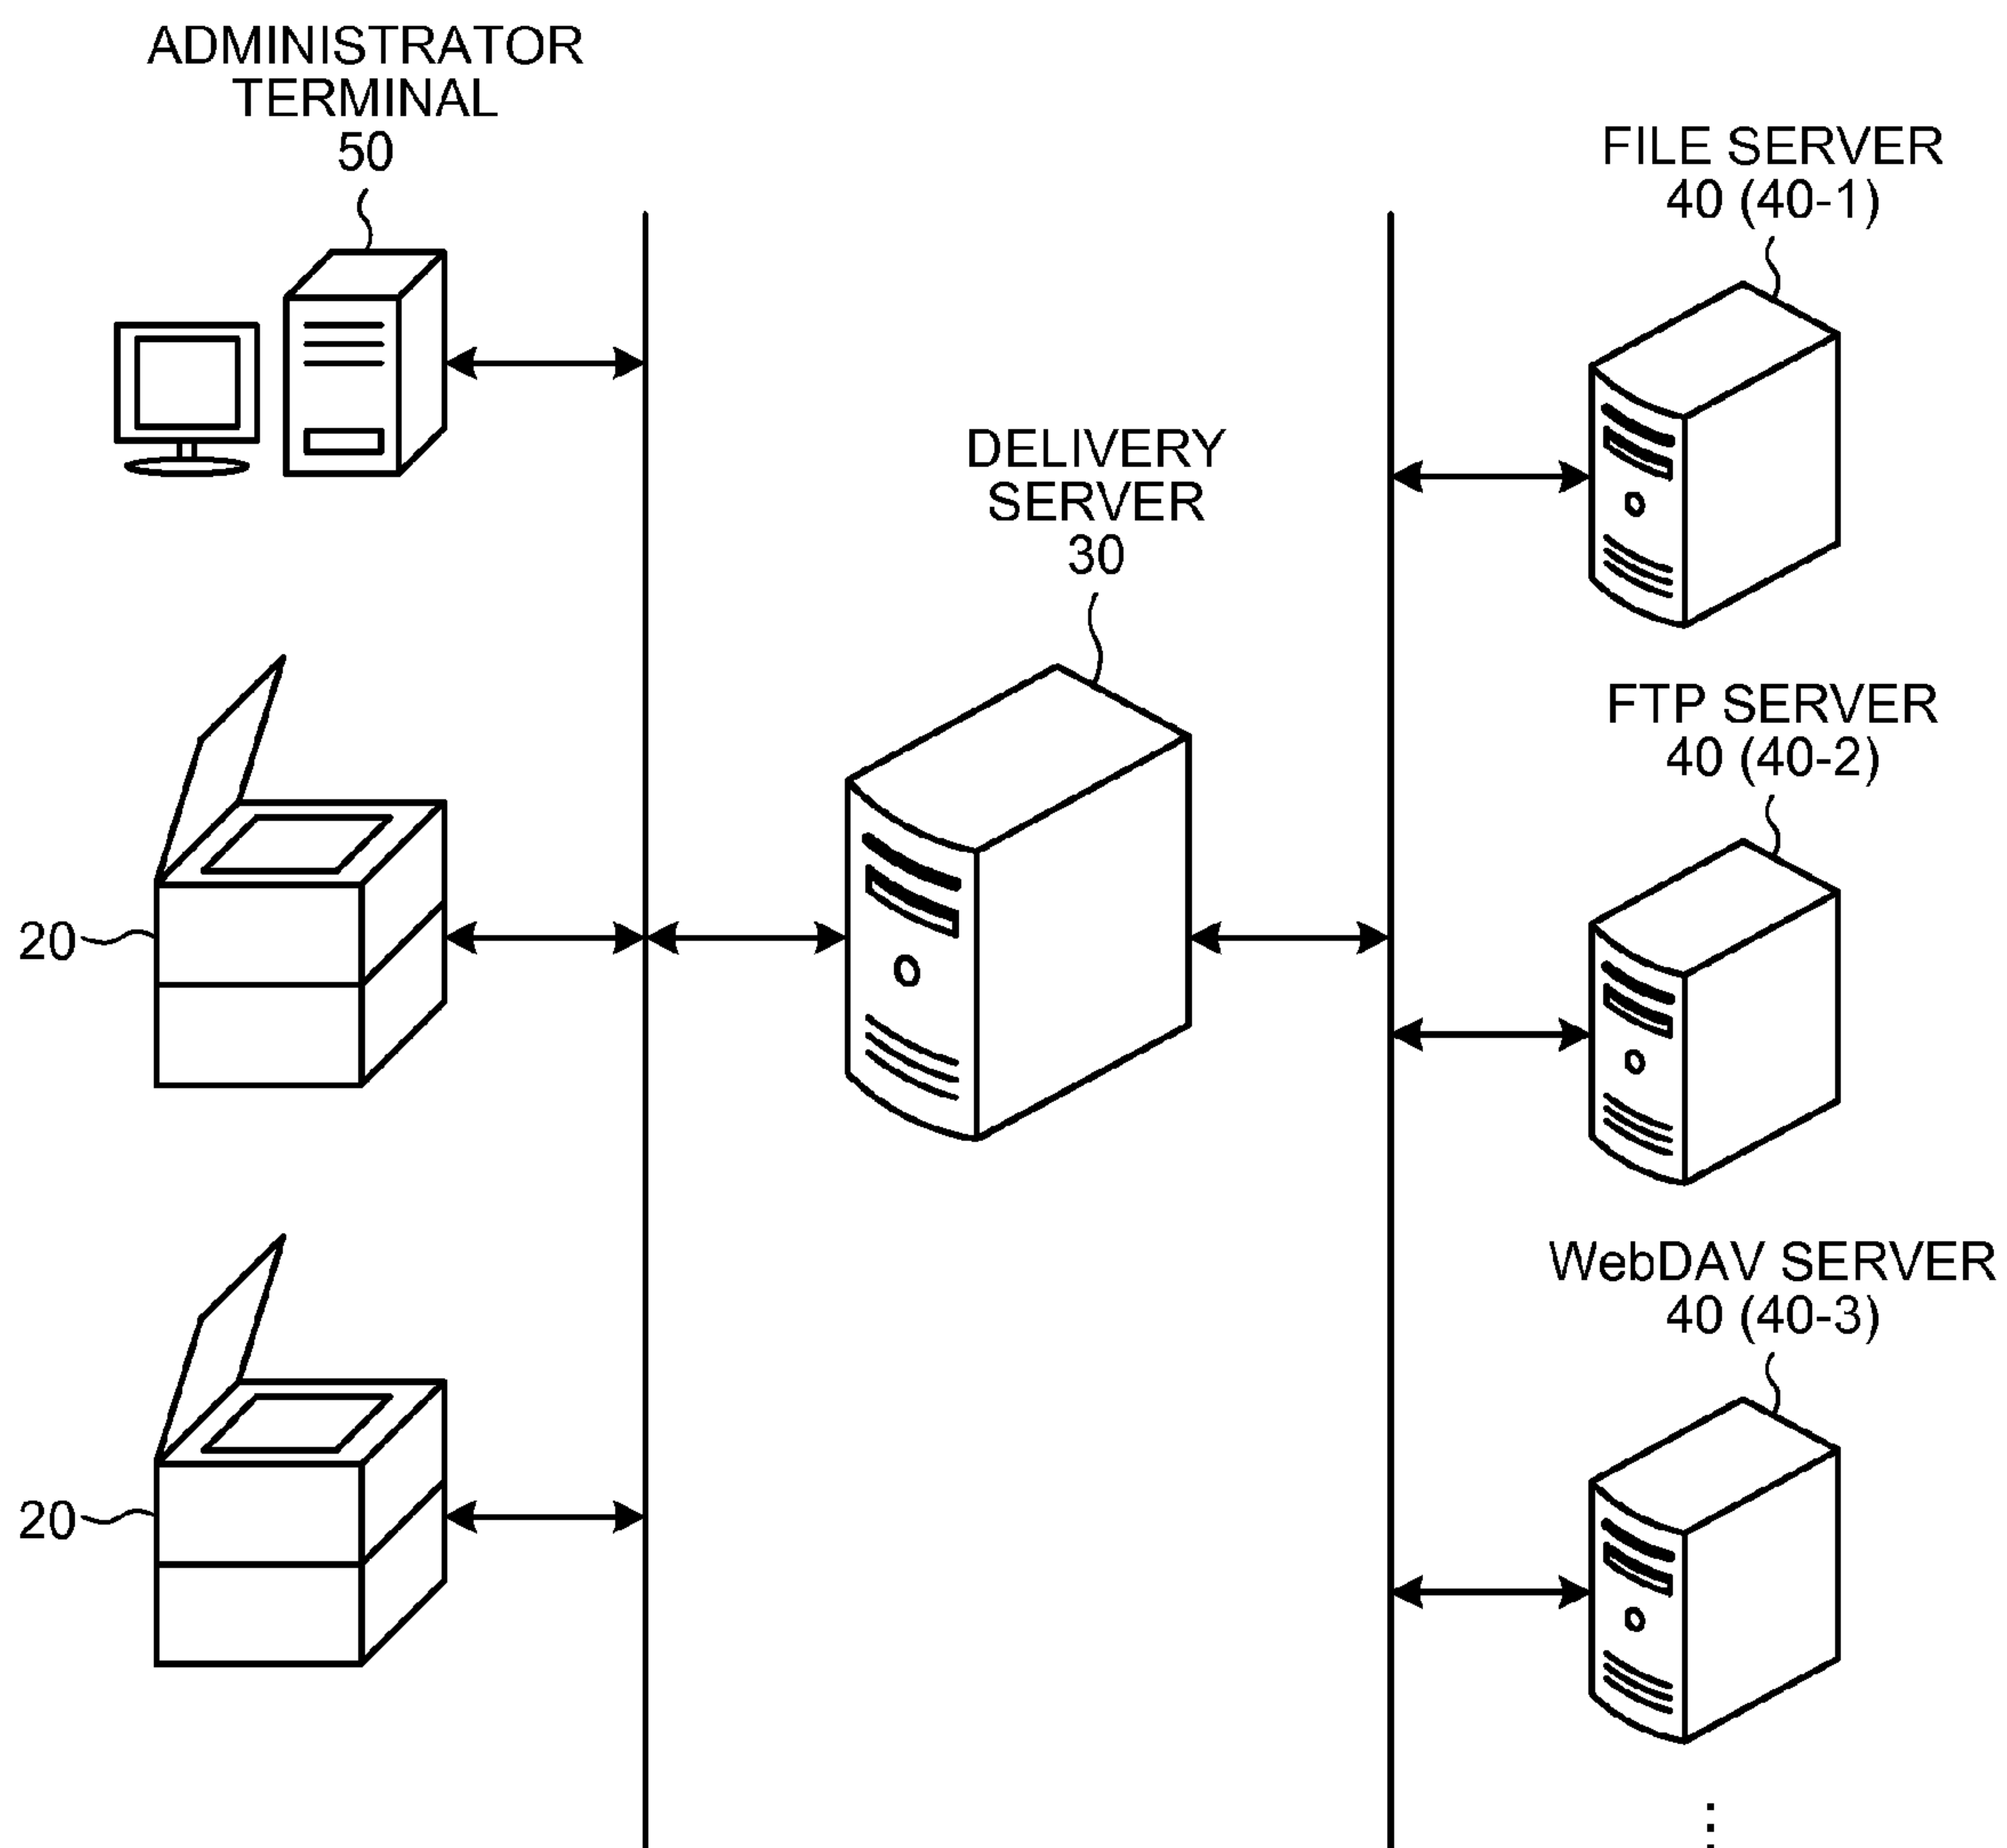 ADMINISTRATOR
TERMINAL
50
FILE SERVER
40 (40-1)
DELIVERY
SERVER
30
FTP SERVER
40 (40-2)
20
WebDAV SERVER
40 (40-3)
20
⋮